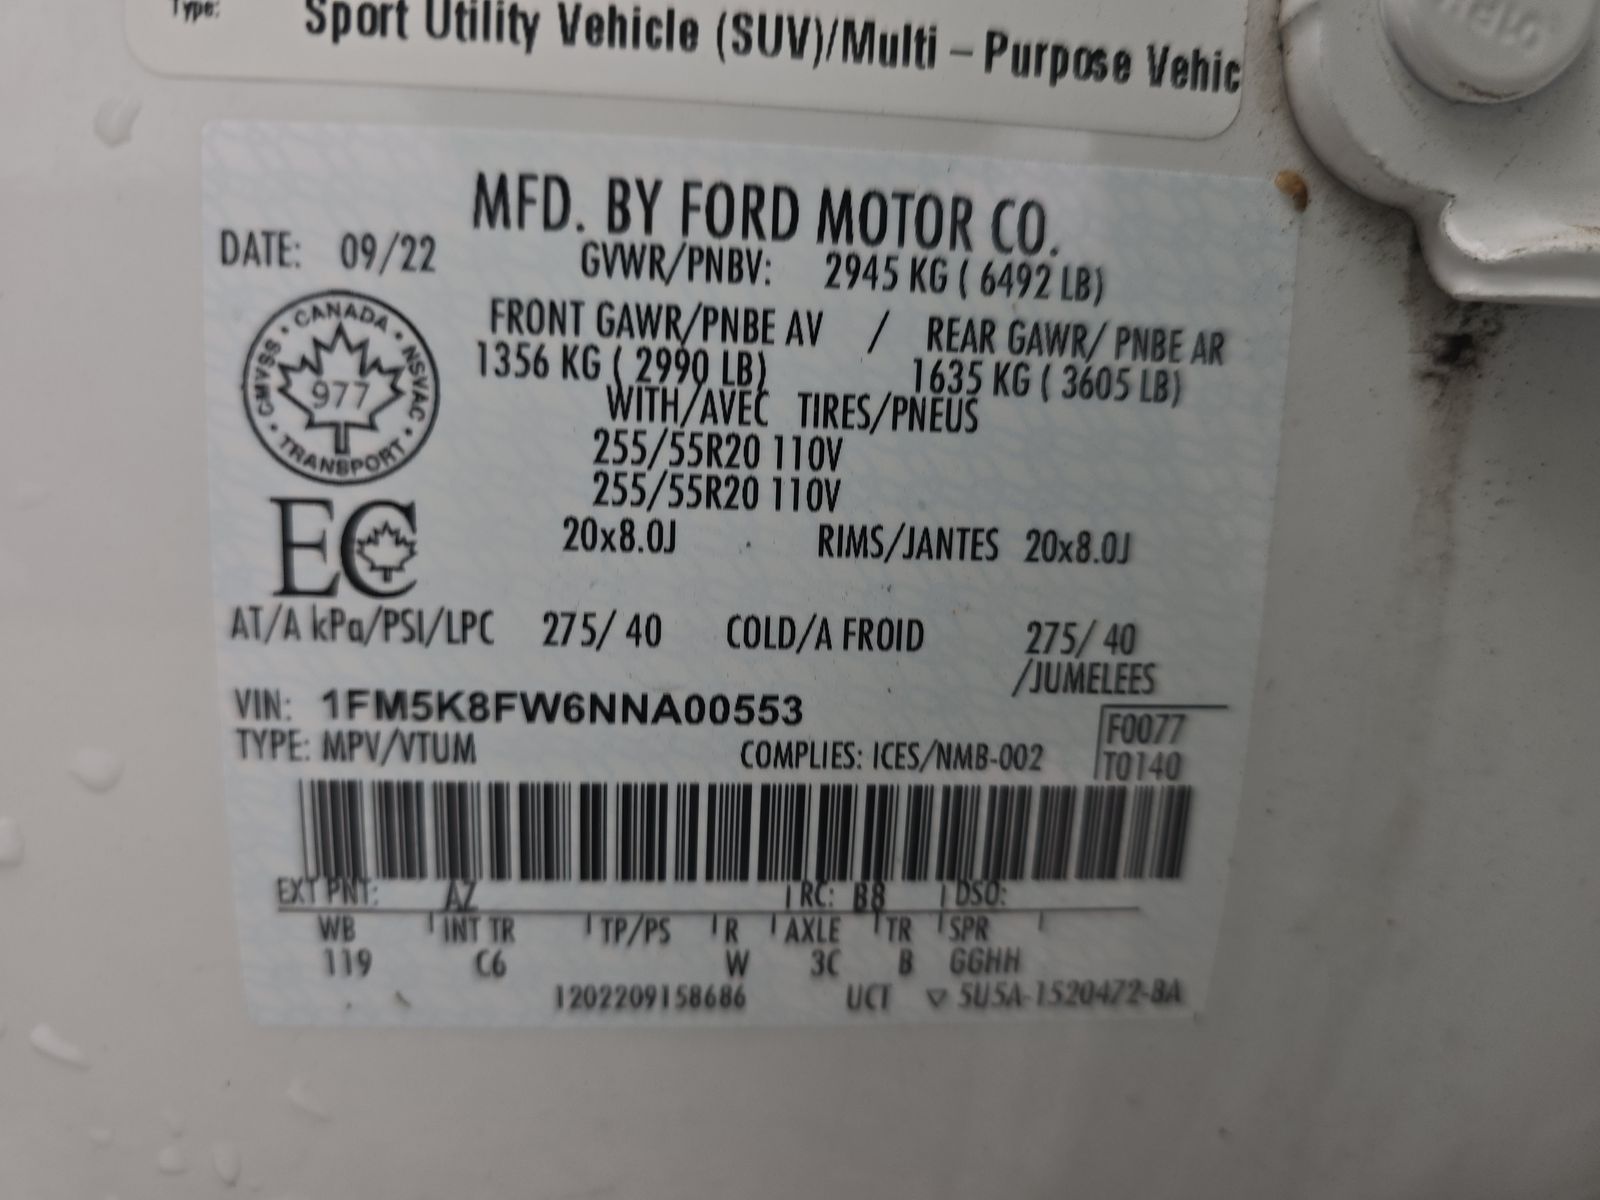 Type: Sport Utility Vehicle (SUV)/Multi - Purpose Vehic
MFD. BY FORD MOTOR CO.
DATE: 09/22 GVWR/PNBV: 2945 KG ( 6492 LB)
FRONT GAWR/PNBE AV / REAR GAWR/ PNBE AR
1356 KG ( 2990 LB) 1635 KG ( 3605 LB)
WITH/AVEC TIRES/PNEUS
255/55R20 110V
255/55R20 110V
20x8.0J RIMS/JANTES 20x8.0J
CANADA
CMVSS NSVAC
977
TRANSPORT
EC
AT/A kPa/PSI/LPC 275/ 40 COLD/A FROID 275/ 40
/JUMELEES
VIN: 1FM5K8FW6NNA00553
F0077
TYPE: MPV/VTUM COMPLIES: ICES/NMB-002
T0140
EXT PNT: AZ RC: B8 DSO:
WB INT TR TP/PS R AXLE TR SPR
119 C6 W 3C B GGHH
1202209158686 UCT ▽ 5U5A-1520472-BA